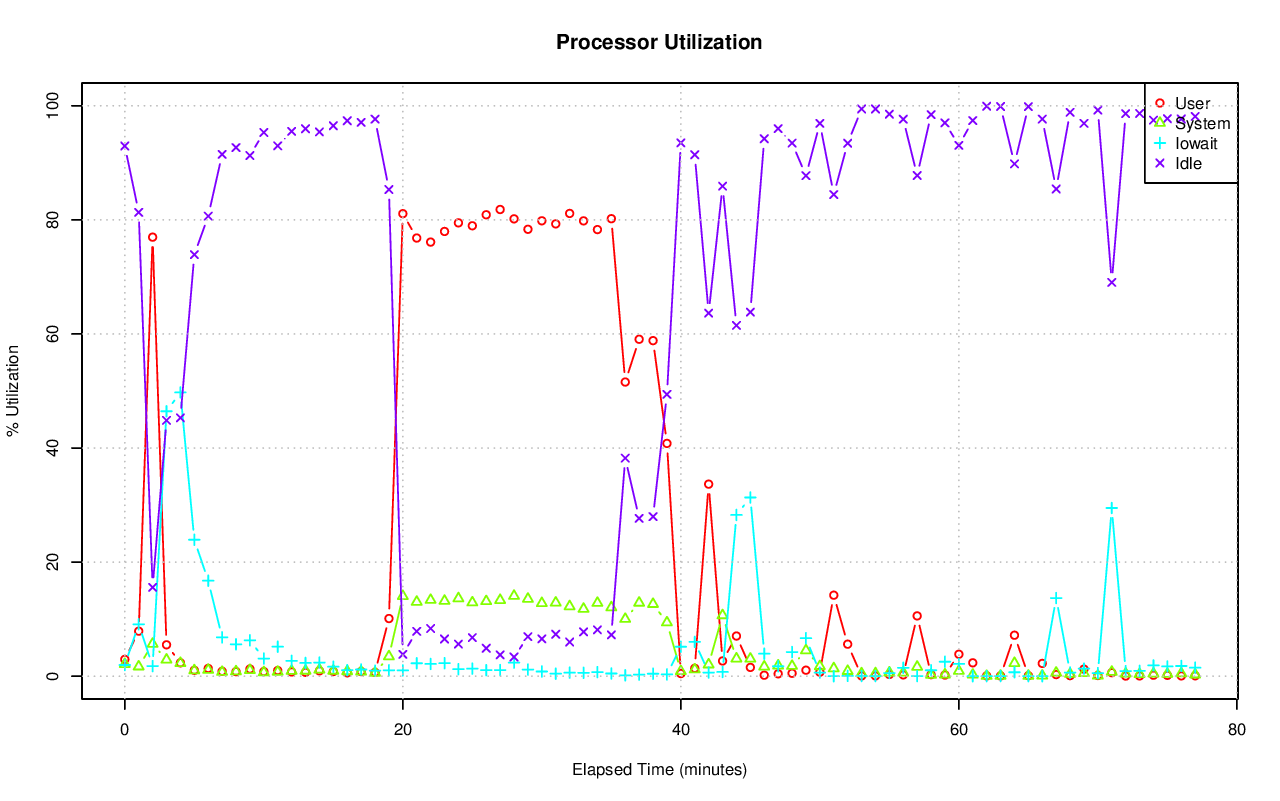 Processor Utilization
% Utilization
100
80
60
40
20
0
User
System
Iowait
Idle
0 20 40 60 80
Elapsed Time (minutes)